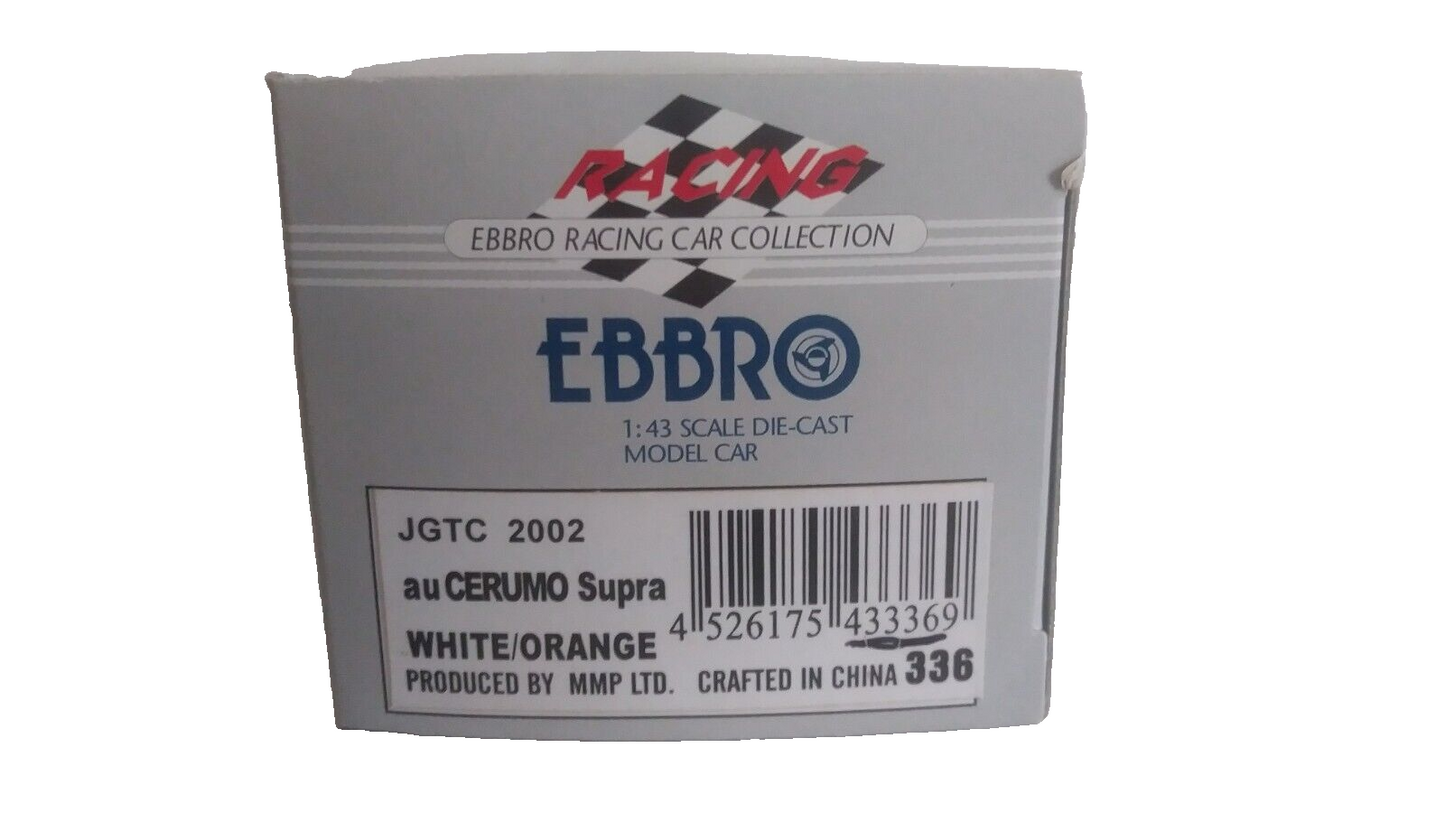 RACING
EBBRO RACING CAR COLLECTION
EBBRO
1:43 SCALE DIE-CAST
MODEL CAR
JGTC 2002
au CERUMO Supra
WHITE/ORANGE
4 526175 433369
PRODUCED BY MMP LTD. CRAFTED IN CHINA 336